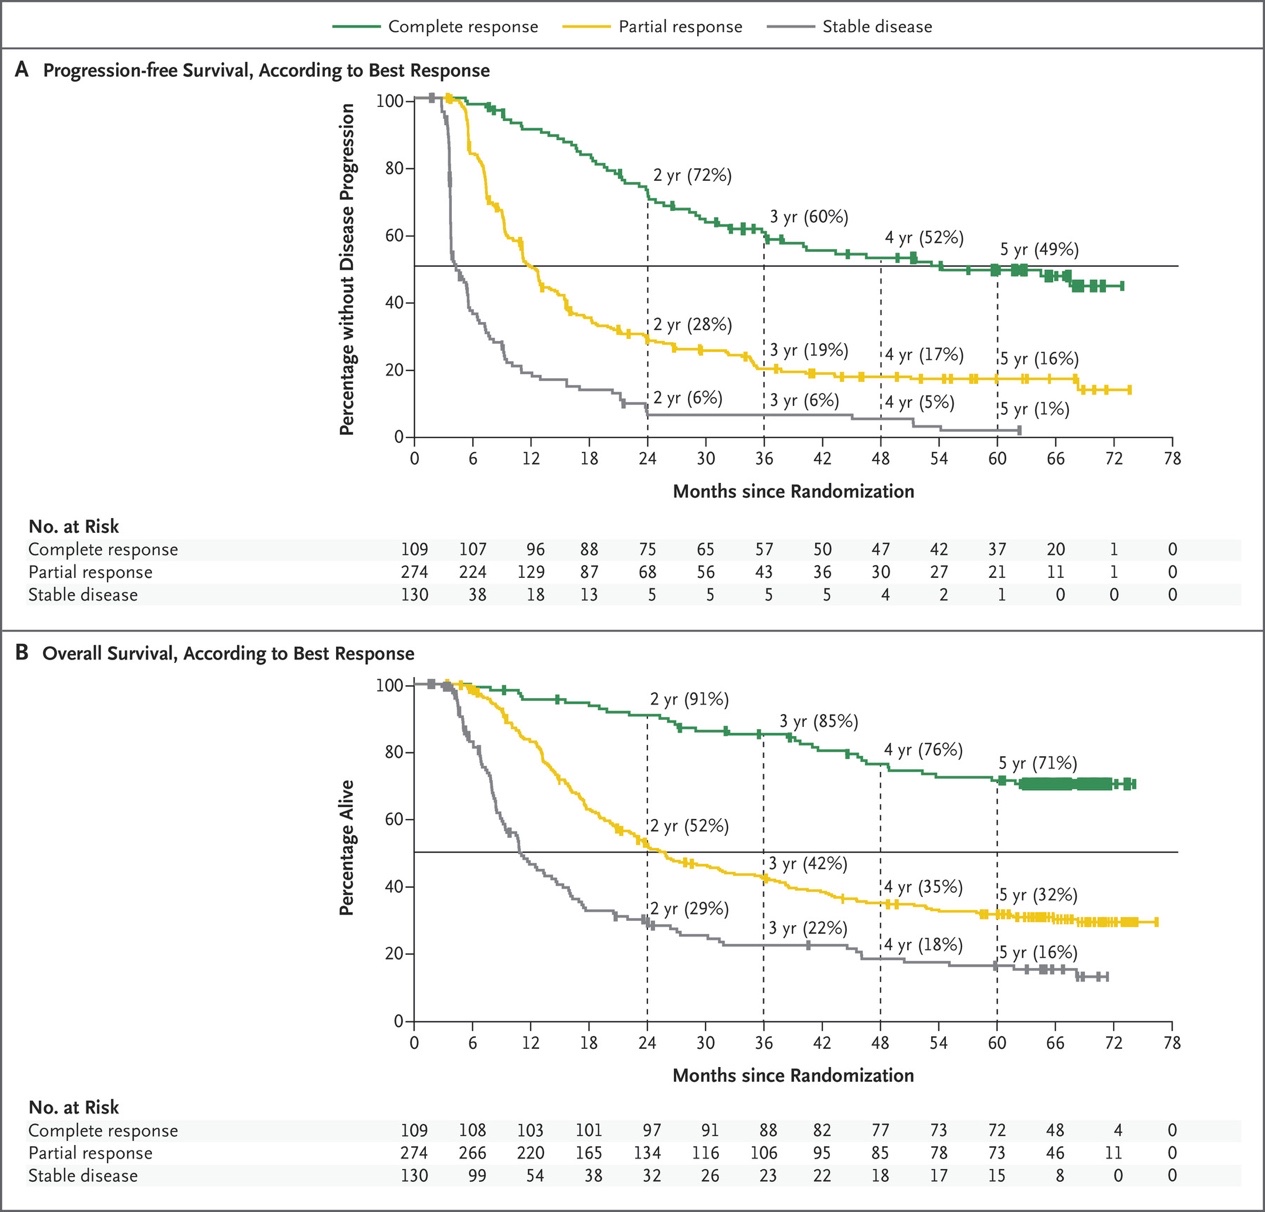 Complete response Partial response Stable disease
A Progression-free Survival, According to Best Response
Percentage without Disease Progression
100
80
60
40
20
0
2 yr (72%)
3 yr (60%)
4 yr (52%)
5 yr (49%)
2 yr (28%)
3 yr (19%)
4 yr (17%)
5 yr (16%)
2 yr (6%)
3 yr (6%)
4 yr (5%)
5 yr (1%)
0 6 12 18 24 30 36 42 48 54 60 66 72 78
Months since Randomization
No. at Risk
Complete response 109 107 96 88 75 65 57 50 47 42 37 20 1 0
Partial response 274 224 129 87 68 56 43 36 30 27 21 11 1 0
Stable disease 130 38 18 13 5 5 5 5 4 2 1 0 0 0
B Overall Survival, According to Best Response
Percentage Alive
100
80
60
40
20
0
2 yr (91%)
3 yr (85%)
4 yr (76%)
5 yr (71%)
2 yr (52%)
3 yr (42%)
4 yr (35%)
5 yr (32%)
2 yr (29%)
3 yr (22%)
4 yr (18%)
5 yr (16%)
0 6 12 18 24 30 36 42 48 54 60 66 72 78
Months since Randomization
No. at Risk
Complete response 109 108 103 101 97 91 88 82 77 73 72 48 4 0
Partial response 274 266 220 165 134 116 106 95 85 78 73 46 11 0
Stable disease 130 99 54 38 32 26 23 22 18 17 15 8 0 0